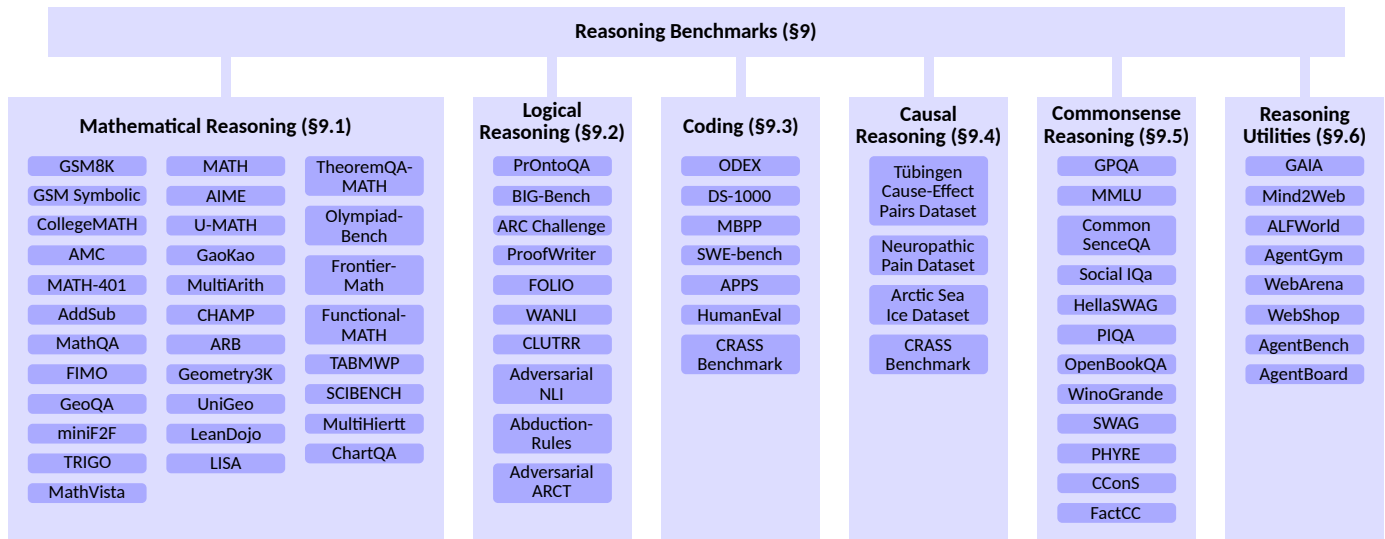 Reasoning Benchmarks (§9)
Mathematical Reasoning (§9.1)
GSM8K
GSM Symbolic
CollegeMATH
AMC
MATH-401
AddSub
MathQA
FIMO
GeoQA
miniF2F
TRIGO
MathVista
MATH
AIME
U-MATH
GaoKao
MultiArith
CHAMP
ARB
Geometry3K
UniGeo
LeanDojo
LISA
TheoremQA-
MATH
Olympiad-
Bench
Frontier-
Math
Functional-
MATH
TABMWP
SCIBENCH
MultiHiertt
ChartQA
Logical
Reasoning (§9.2)
PrOntoQA
BIG-Bench
ARC Challenge
ProofWriter
FOLIO
WANLI
CLUTRR
Adversarial
NLI
Abduction-
Rules
Adversarial
ARCT
Coding (§9.3)
ODEX
DS-1000
MBPP
SWE-bench
APPS
HumanEval
CRASS
Benchmark
Causal
Reasoning (§9.4)
Tübingen
Cause-Effect
Pairs Dataset
Neuropathic
Pain Dataset
Arctic Sea
Ice Dataset
CRASS
Benchmark
Commonsense
Reasoning (§9.5)
GPQA
MMLU
Common
SenceQA
Social IQa
HellaSWAG
PIQA
OpenBookQA
WinoGrande
SWAG
PHYRE
CConS
FactCC
Reasoning
Utilities (§9.6)
GAIA
Mind2Web
ALFWorld
AgentGym
WebArena
WebShop
AgentBench
AgentBoard